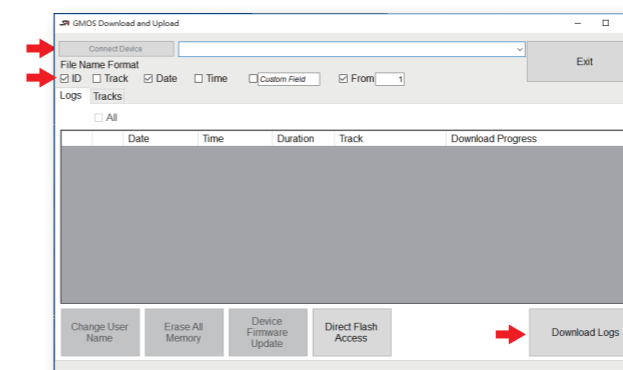 GMOS Download and Upload
Connect Device
Exit
File Name Format
ID Track Date Time Custom Field From 1
Logs Tracks
All
Date Time Duration Track Download Progress
Change User Name
Erase All Memory
Device Firmware Update
Direct Flash Access
Download Logs